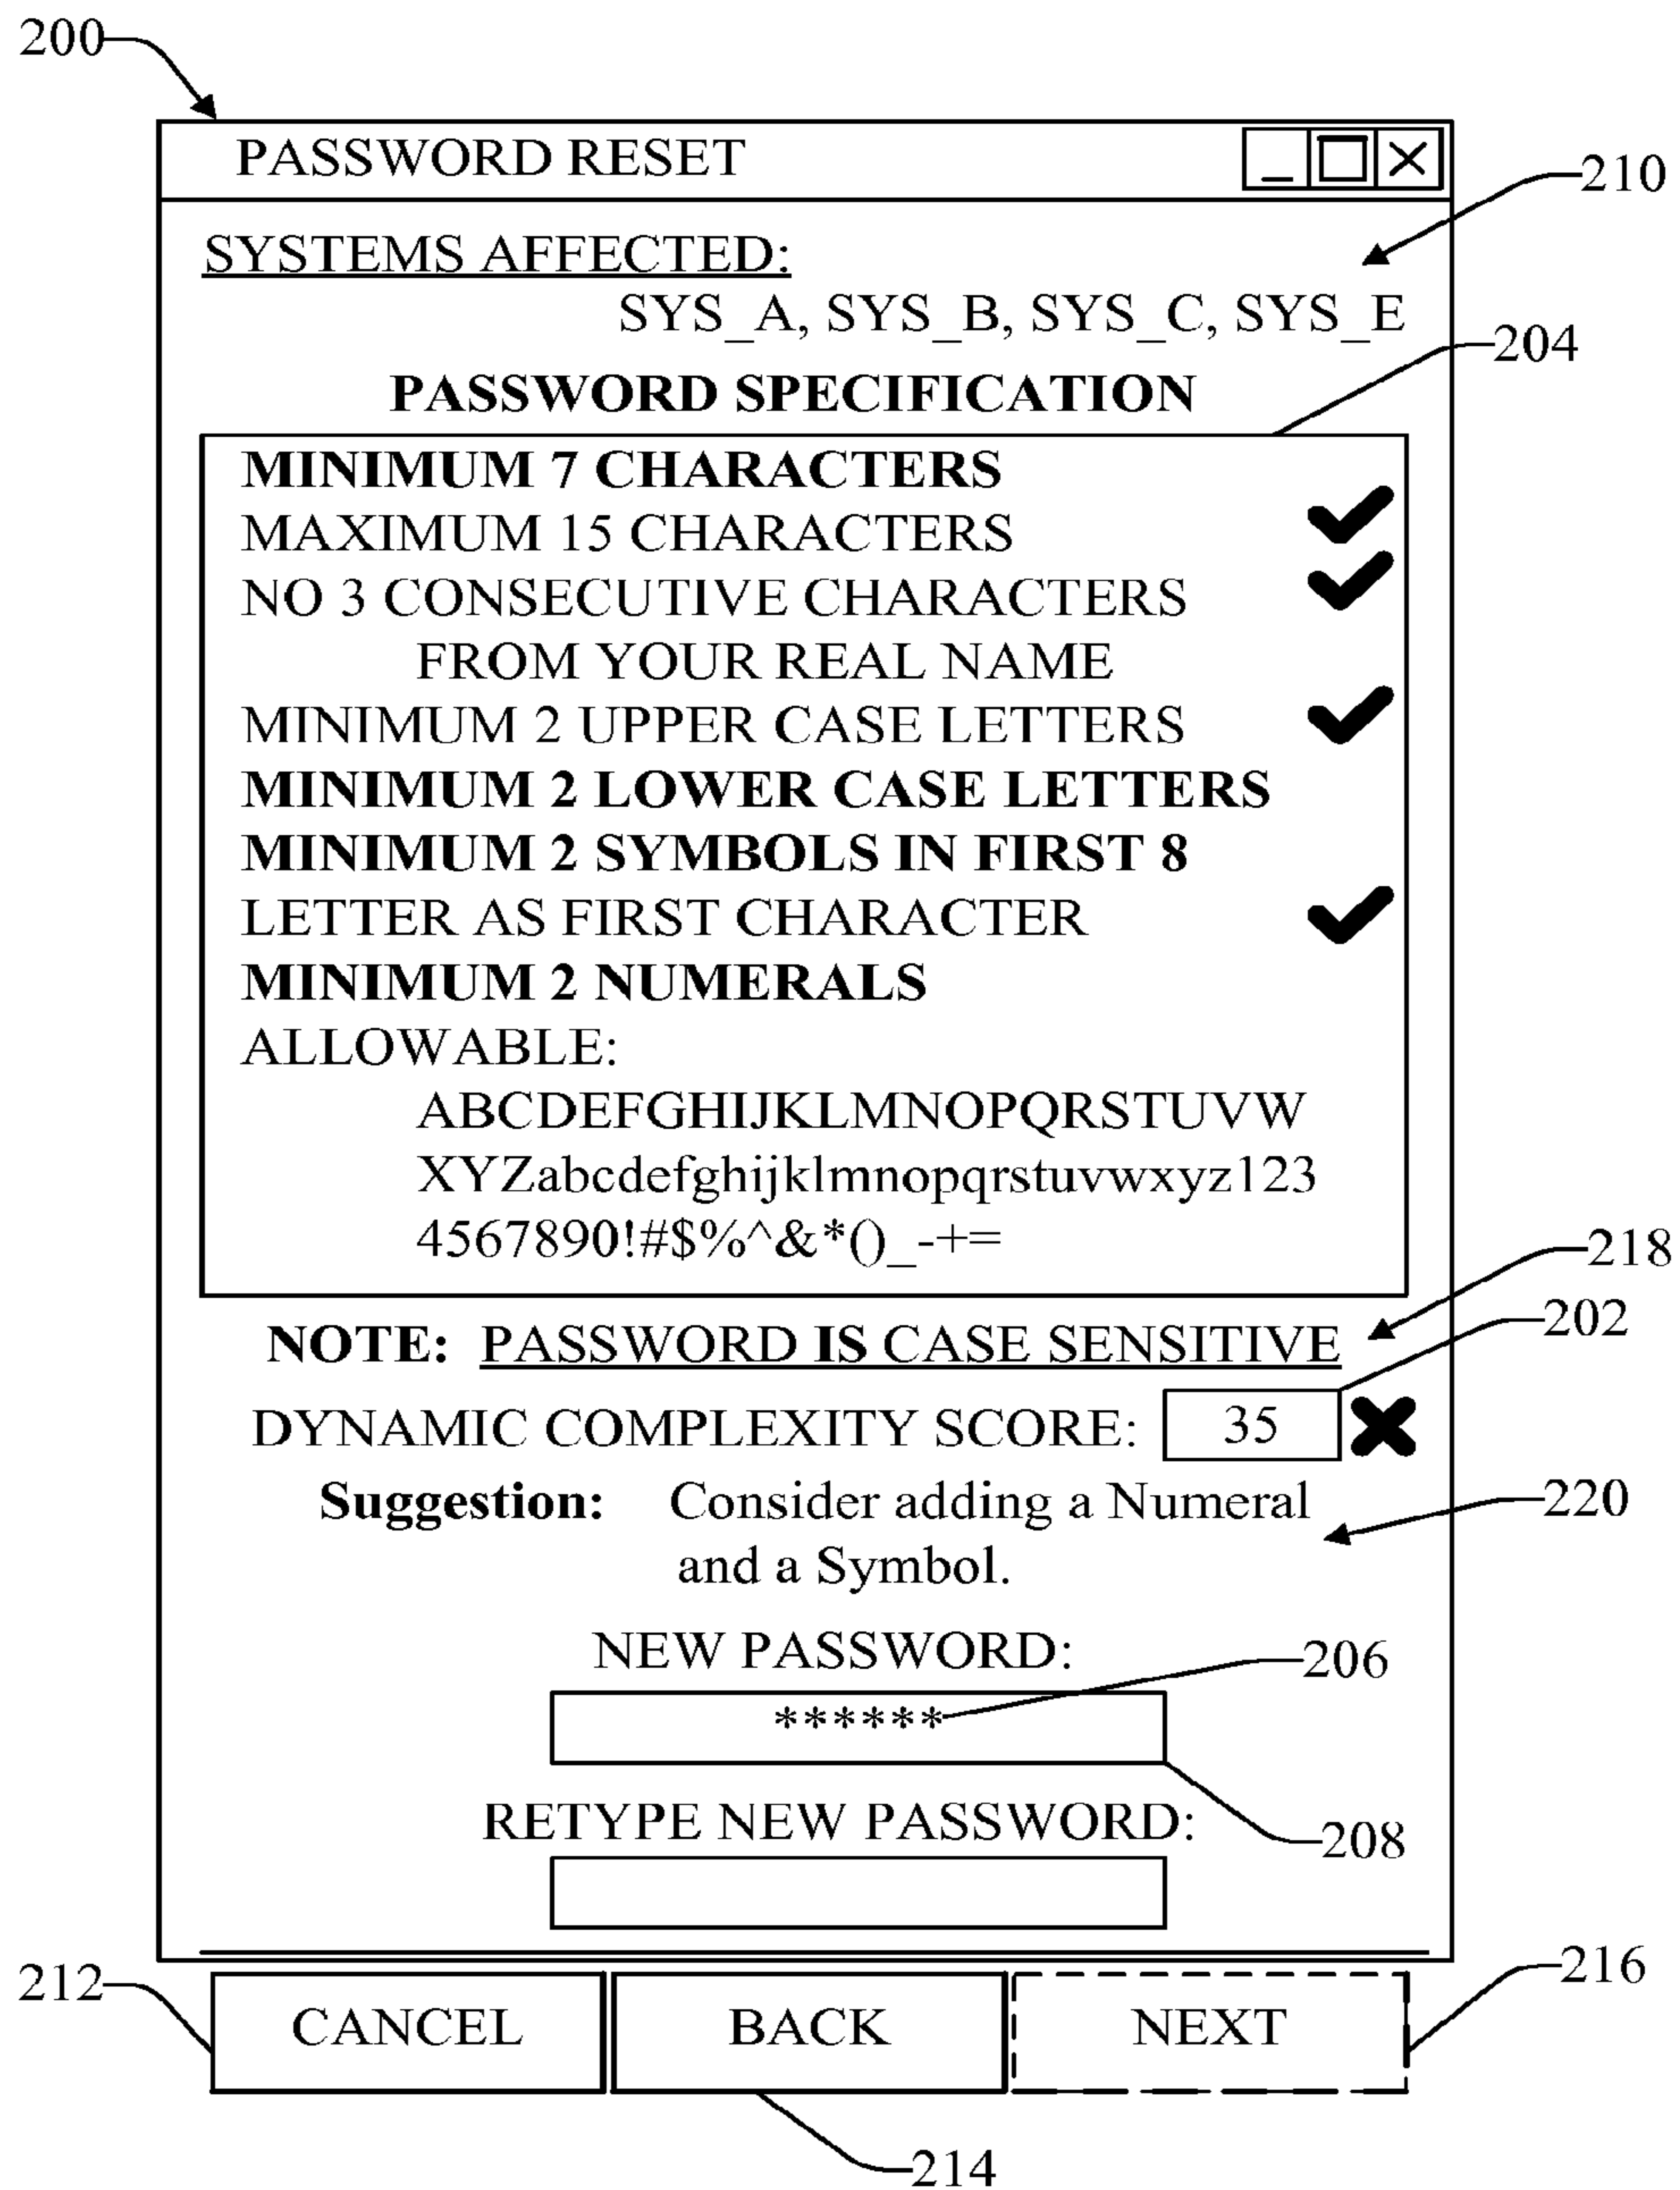 200
PASSWORD RESET
210
SYSTEMS AFFECTED:
SYS_A, SYS_B, SYS_C, SYS_E
204
PASSWORD SPECIFICATION
MINIMUM 7 CHARACTERS
MAXIMUM 15 CHARACTERS
NO 3 CONSECUTIVE CHARACTERS
FROM YOUR REAL NAME
MINIMUM 2 UPPER CASE LETTERS
MINIMUM 2 LOWER CASE LETTERS
MINIMUM 2 SYMBOLS IN FIRST 8
LETTER AS FIRST CHARACTER
MINIMUM 2 NUMERALS
ALLOWABLE:
ABCDEFGHIJKLMNOPQRSTUVW
XYZabcdefghijklmnopqrstuvwxyz123
4567890!#$%^&*()_-+=
218
202
NOTE: PASSWORD IS CASE SENSITIVE
DYNAMIC COMPLEXITY SCORE: 35
Suggestion: Consider adding a Numeral
and a Symbol.
220
NEW PASSWORD:
206
******
RETYPE NEW PASSWORD:
208
212
216
CANCEL BACK NEXT
214